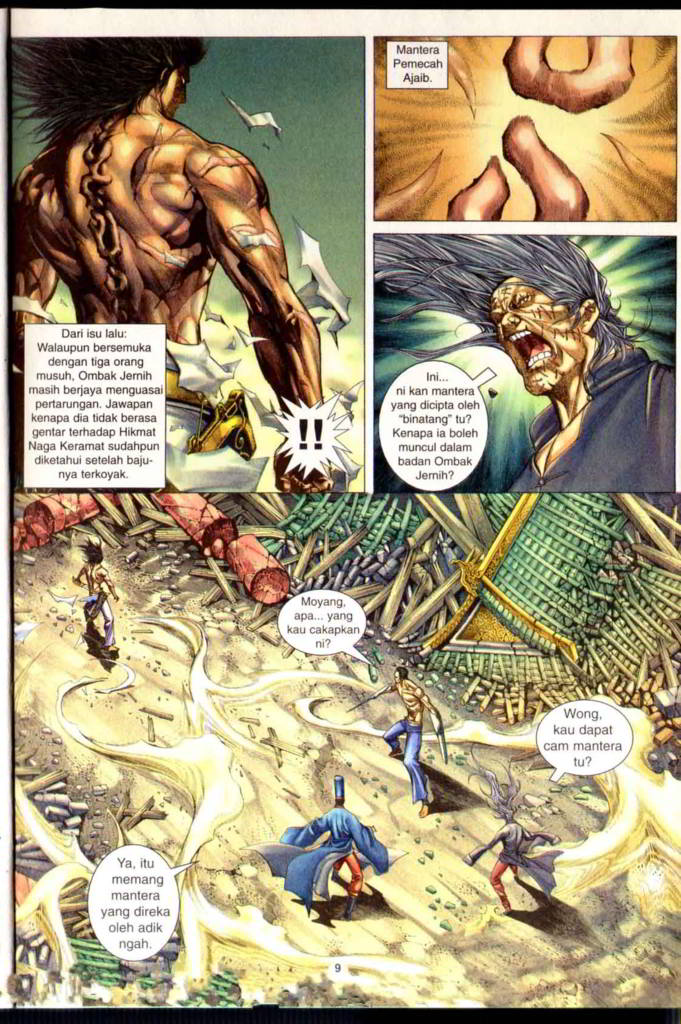 Mantera
Pemecah
Ajaib.
Dari isu lalu:
Walaupun bersemuka
dengan tiga orang
musuh, Ombak Jernih
masih berjaya menguasai
pertarungan. Jawapan
kenapa dia tidak berasa
gentar terhadap Hikmat
Naga Keramat sudahpun
diketahui setelah baju-
nya terkoyak.
!!
Ini...
ni kan mantera
yang dicipta oleh
"binatang" tu?
Kenapa ia boleh
muncul dalam
badan Ombak
Jernih?
Moyang,
apa... yang
kau cakapkan
ni?
Wong,
kau dapat
cam mantera
tu?
Ya, itu
memang
mantera
yang direka
oleh adik
ngah.
9